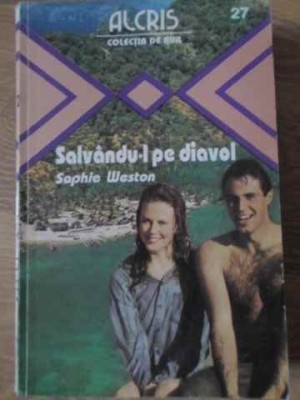 ALCRIS
27
COLECȚIA DE AUR
Salvându-l pe diavol
Sophie Weston